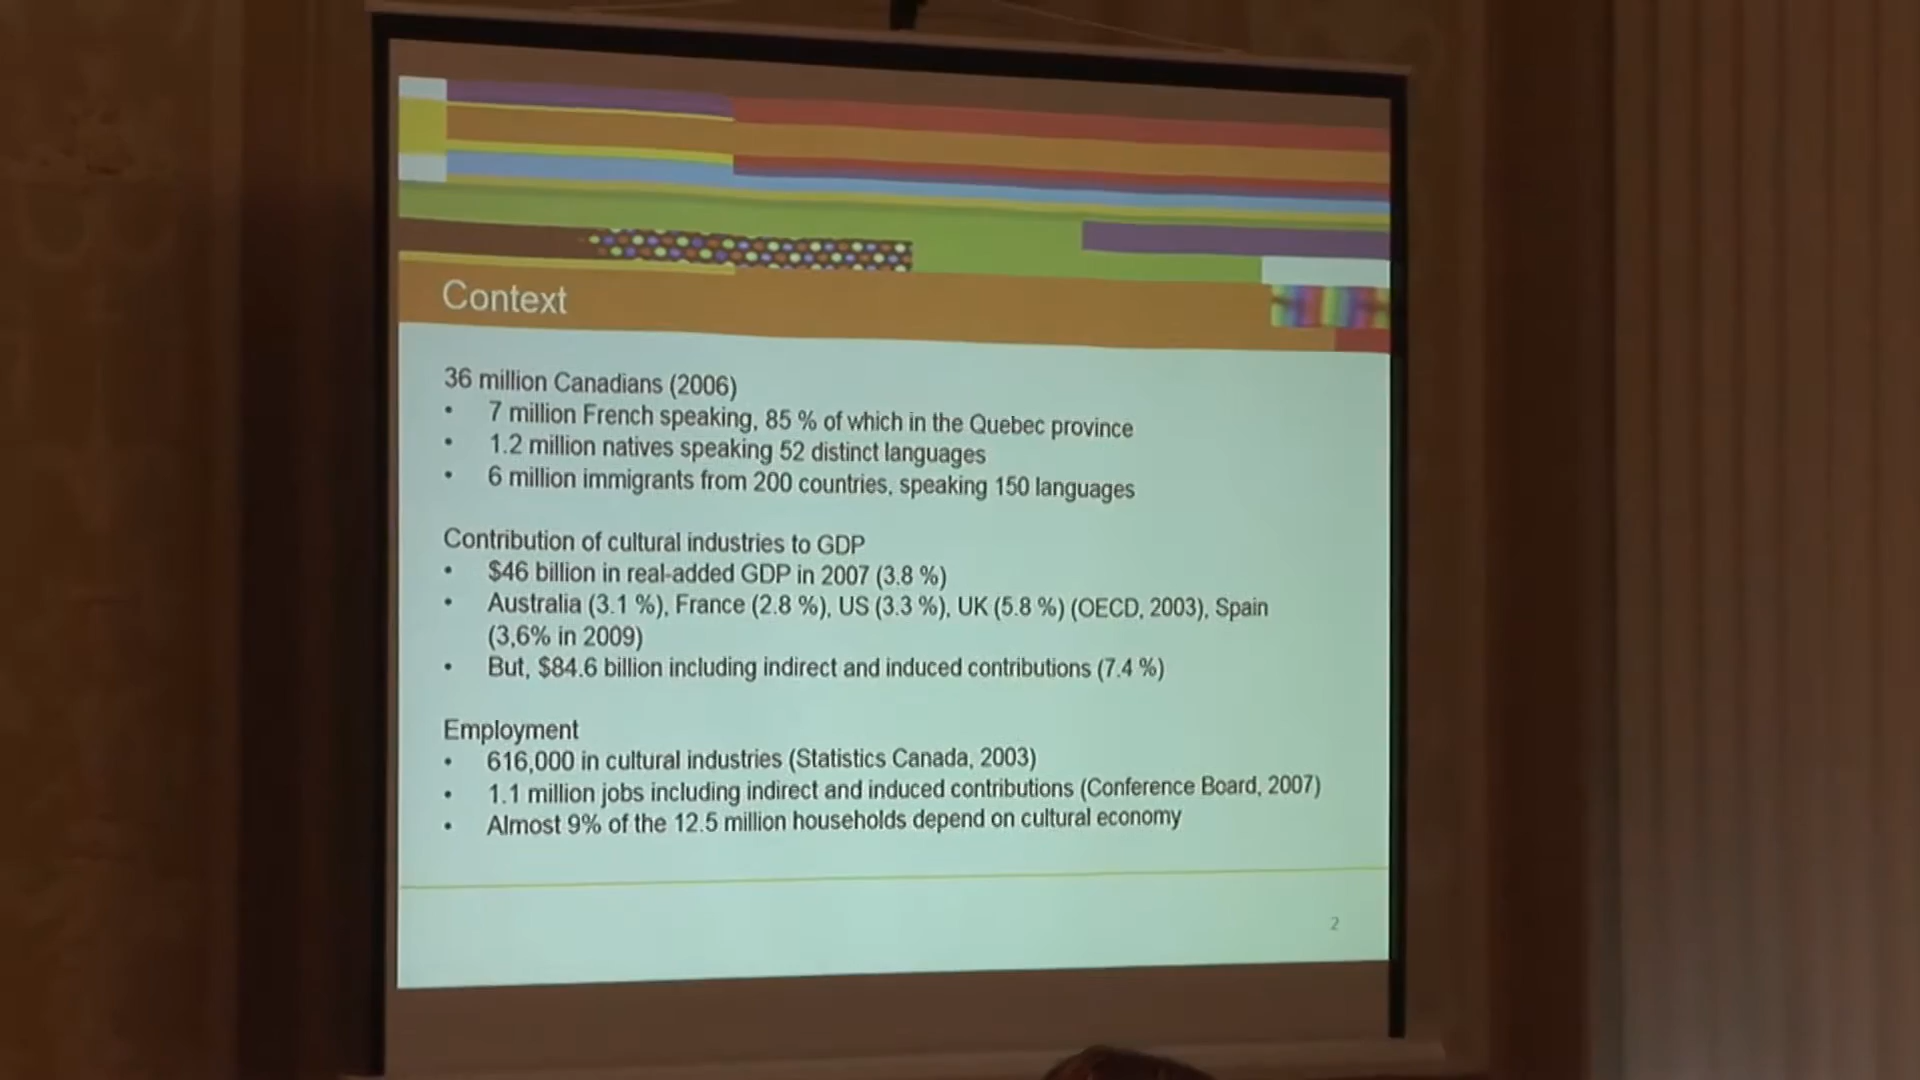 Context
36 million Canadians (2006)
• 7 million French speaking, 85 % of which in the Quebec province
• 1.2 million natives speaking 52 distinct languages
• 6 million immigrants from 200 countries, speaking 150 languages
Contribution of cultural industries to GDP
• $46 billion in real-added GDP in 2007 (3.8 %)
• Australia (3.1 %), France (2.8 %), US (3.3 %), UK (5.8 %) (OECD, 2003), Spain
(3,6% in 2009)
• But, $84.6 billion including indirect and induced contributions (7.4 %)
Employment
• 616,000 in cultural industries (Statistics Canada, 2003)
• 1.1 million jobs including indirect and induced contributions (Conference Board, 2007)
• Almost 9% of the 12.5 million households depend on cultural economy
2